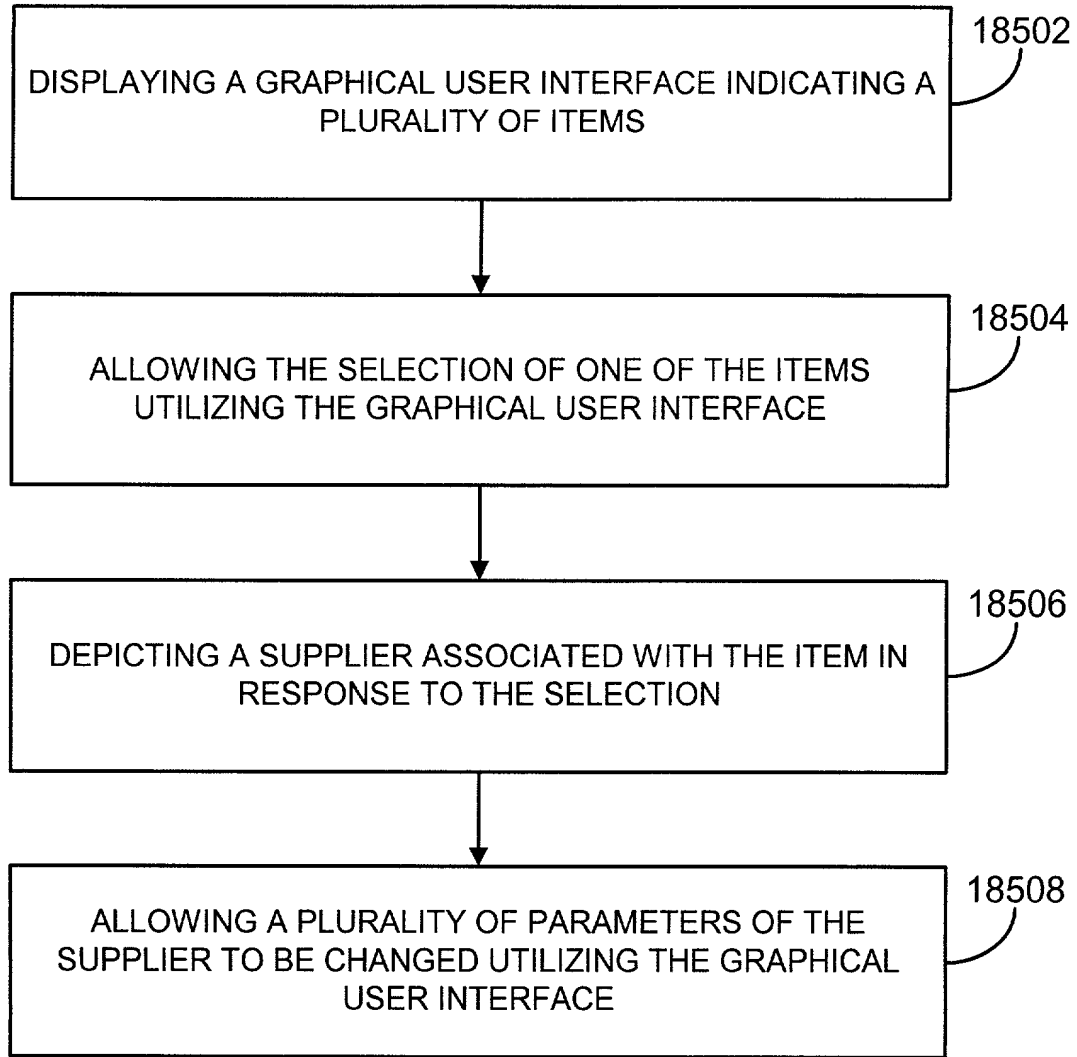 18502
DISPLAYING A GRAPHICAL USER INTERFACE INDICATING A
PLURALITY OF ITEMS
18504
ALLOWING THE SELECTION OF ONE OF THE ITEMS
UTILIZING THE GRAPHICAL USER INTERFACE
18506
DEPICTING A SUPPLIER ASSOCIATED WITH THE ITEM IN
RESPONSE TO THE SELECTION
18508
ALLOWING A PLURALITY OF PARAMETERS OF THE
SUPPLIER TO BE CHANGED UTILIZING THE GRAPHICAL
USER INTERFACE